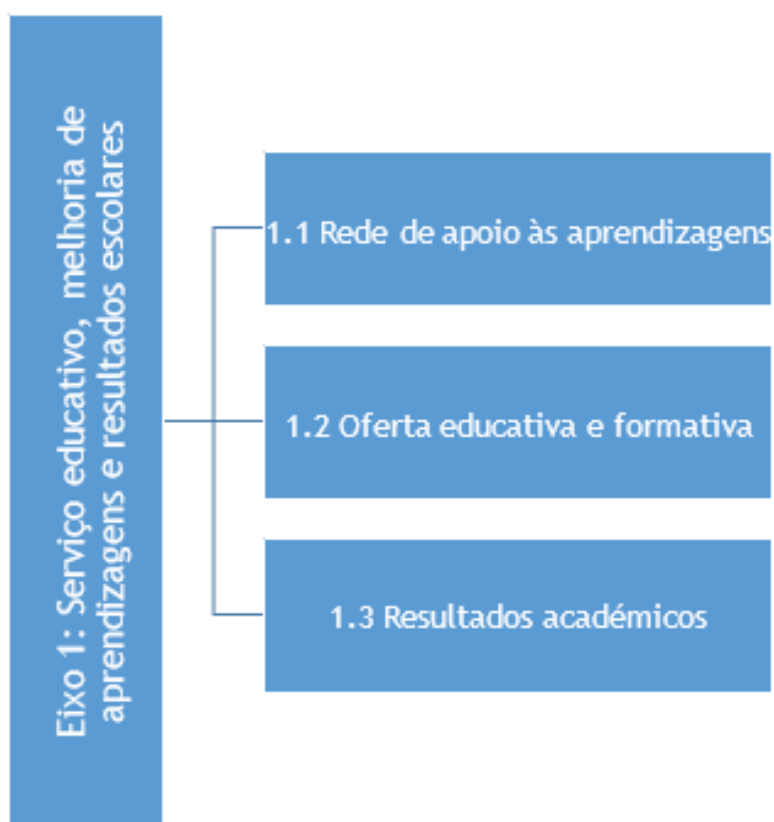 Eixo 1: Serviço educativo, melhoria de
aprendizagens e resultados escolares
1.1 Rede de apoio às aprendizagens
1.2 Oferta educativa e formativa
1.3 Resultados académicos